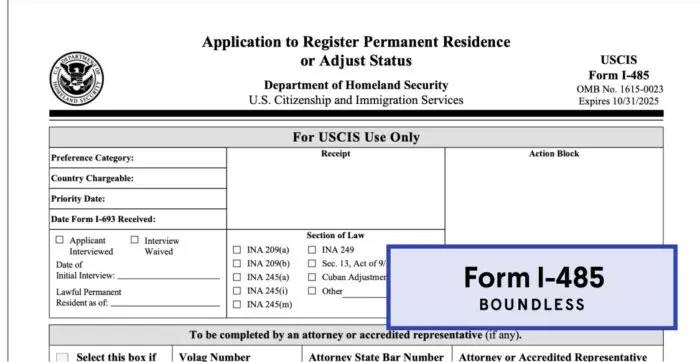 Application to Register Permanent Residence
or Adjust Status
Department of Homeland Security
U.S. Citizenship and Immigration Services
USCIS
Form I-485
OMB No. 1615-0023
Expires 10/31/2025
For USCIS Use Only
Preference Category:
Country Chargeable:
Priority Date:
Date Form I-693 Received:
Applicant Interviewed
Interview Waived
Date of
Initial Interview:
Lawful Permanent
Resident as of:
Receipt
Action Block
Section of Law
INA 209(a)
INA 249
INA 209(b)
Sec. 13, Act of 9/
INA 245(a)
Cuban Adjustmen
INA 245(i)
Other
INA 245(m)
Form I-485
BOUNDLESS
To be completed by an attorney or accredited representative (if any).
Select this box if
Volag Number
Attorney State Bar Number
Attorney or Accredited Representative